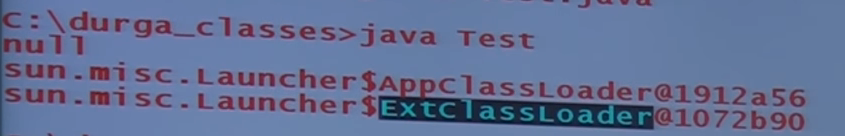 C:\durga_classes>java Test
null
sun.misc.Launcher$AppClassLoader@1912a56
sun.misc.Launcher$ExtClassLoader@1072b90